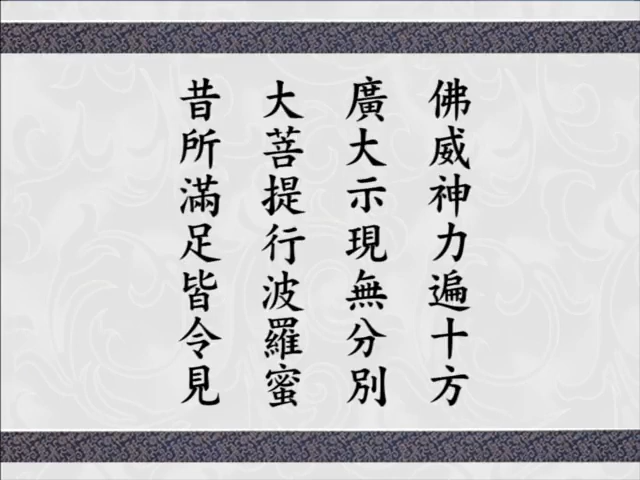 佛威神力遍十方
廣大示現無分別
大菩提行波羅蜜
昔所滿足皆令見